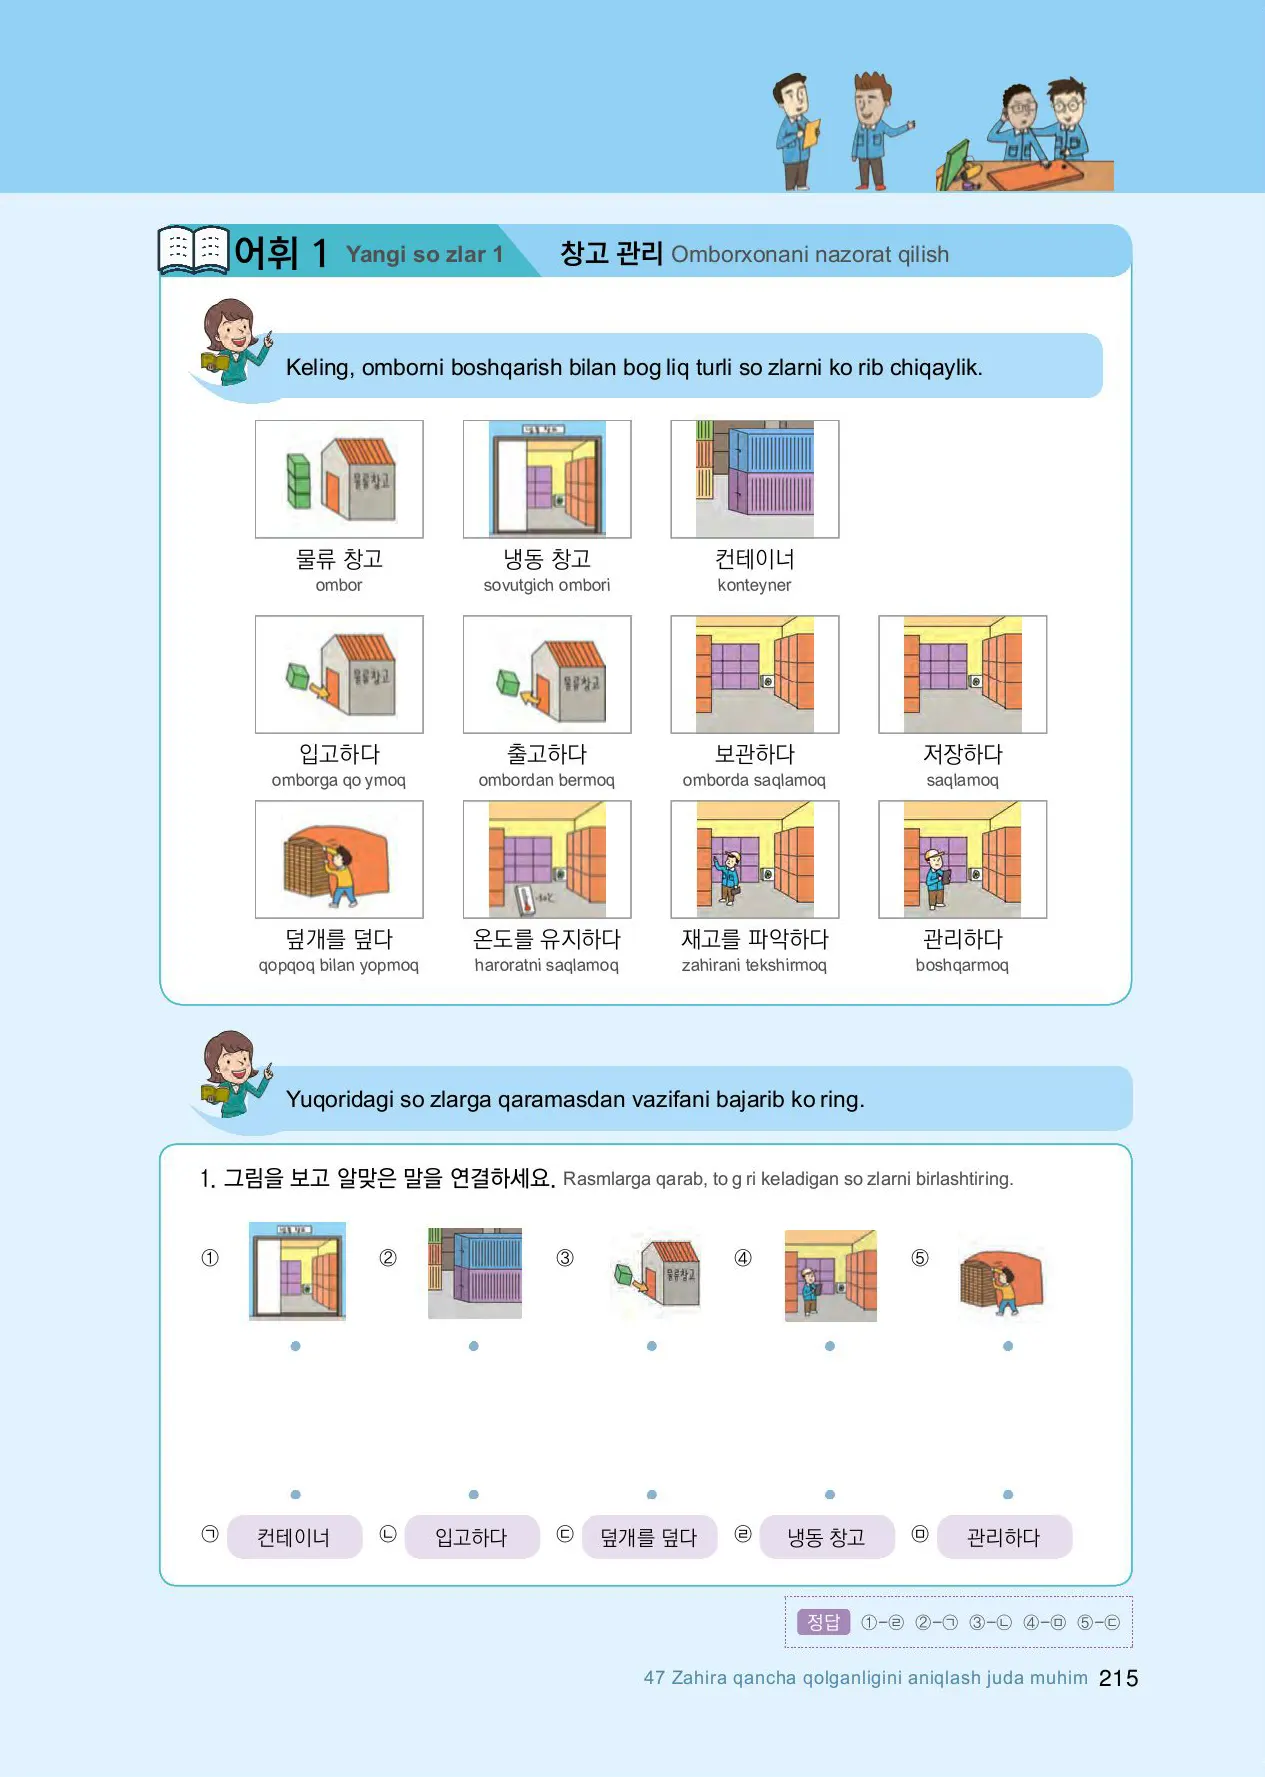 어휘 1 Yangi so zlar 1 창고 관리 Omborxonani nazorat qilish
Keling, omborni boshqarish bilan bog liq turli so zlarni ko rib chiqaylik.
물류창고
냉동 창고
물류 창고 냉동 창고 컨테이너
ombor sovutgich ombori konteyner
물류창고
물류창고
입고하다 출고하다 보관하다 저장하다
omborga qo ymoq ombordan bermoq omborda saqlamoq saqlamoq
덮개를 덮다 온도를 유지하다 재고를 파악하다 관리하다
qopqoq bilan yopmoq haroratni saqlamoq zahirani tekshirmoq boshqarmoq
Yuqoridagi so zlarga qaramasdan vazifani bajarib ko ring.
1. 그림을 보고 알맞은 말을 연결하세요. Rasmlarga qarab, to g ri keladigan so zlarni birlashtiring.
① ② ③ ④ ⑤
냉동 창고
물류창고
㉠ 컨테이너 ㉡ 입고하다 ㉢ 덮개를 덮다 ㉣ 냉동 창고 ㉤ 관리하다
정답 ①-㉣ ②-㉠ ③-㉡ ④-㉤ ⑤-㉢
47 Zahira qancha qolganligini aniqlash juda muhim 215